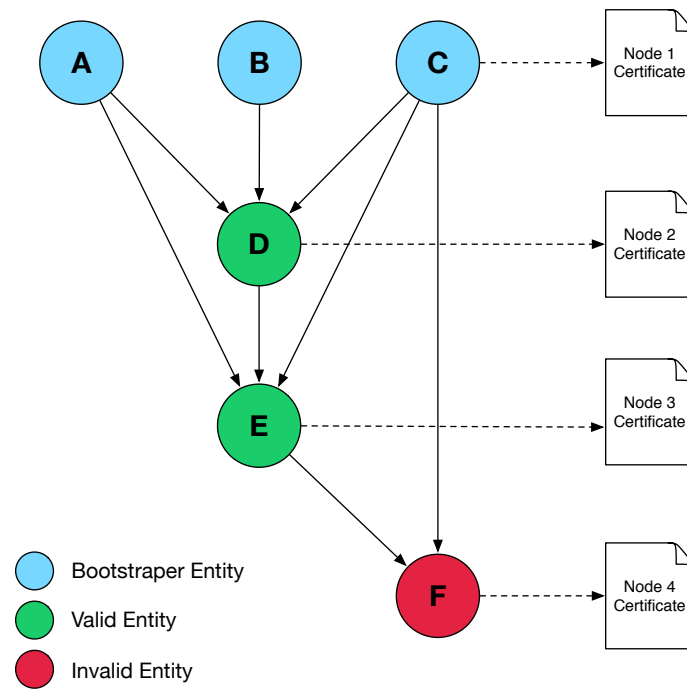 A
B
C
Node 1
Certificate
D
Node 2
Certificate
E
Node 3
Certificate
F
Node 4
Certificate
Bootstraper Entity
Valid Entity
Invalid Entity